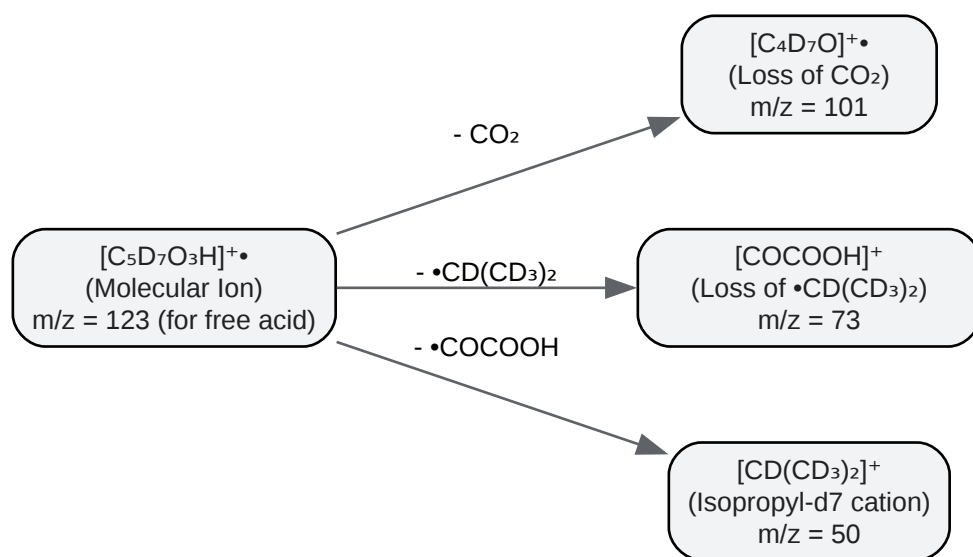 [C₄D₇O]⁺•
(Loss of CO₂)
m/z = 101
- CO₂
[C₅D₇O₃H]⁺•
(Molecular Ion)
m/z = 123 (for free acid)
- •CD(CD₃)₂
[COCOOH]⁺
(Loss of •CD(CD₃)₂)
m/z = 73
- •COCOOH
[CD(CD₃)₂]⁺
(Isopropyl-d7 cation)
m/z = 50